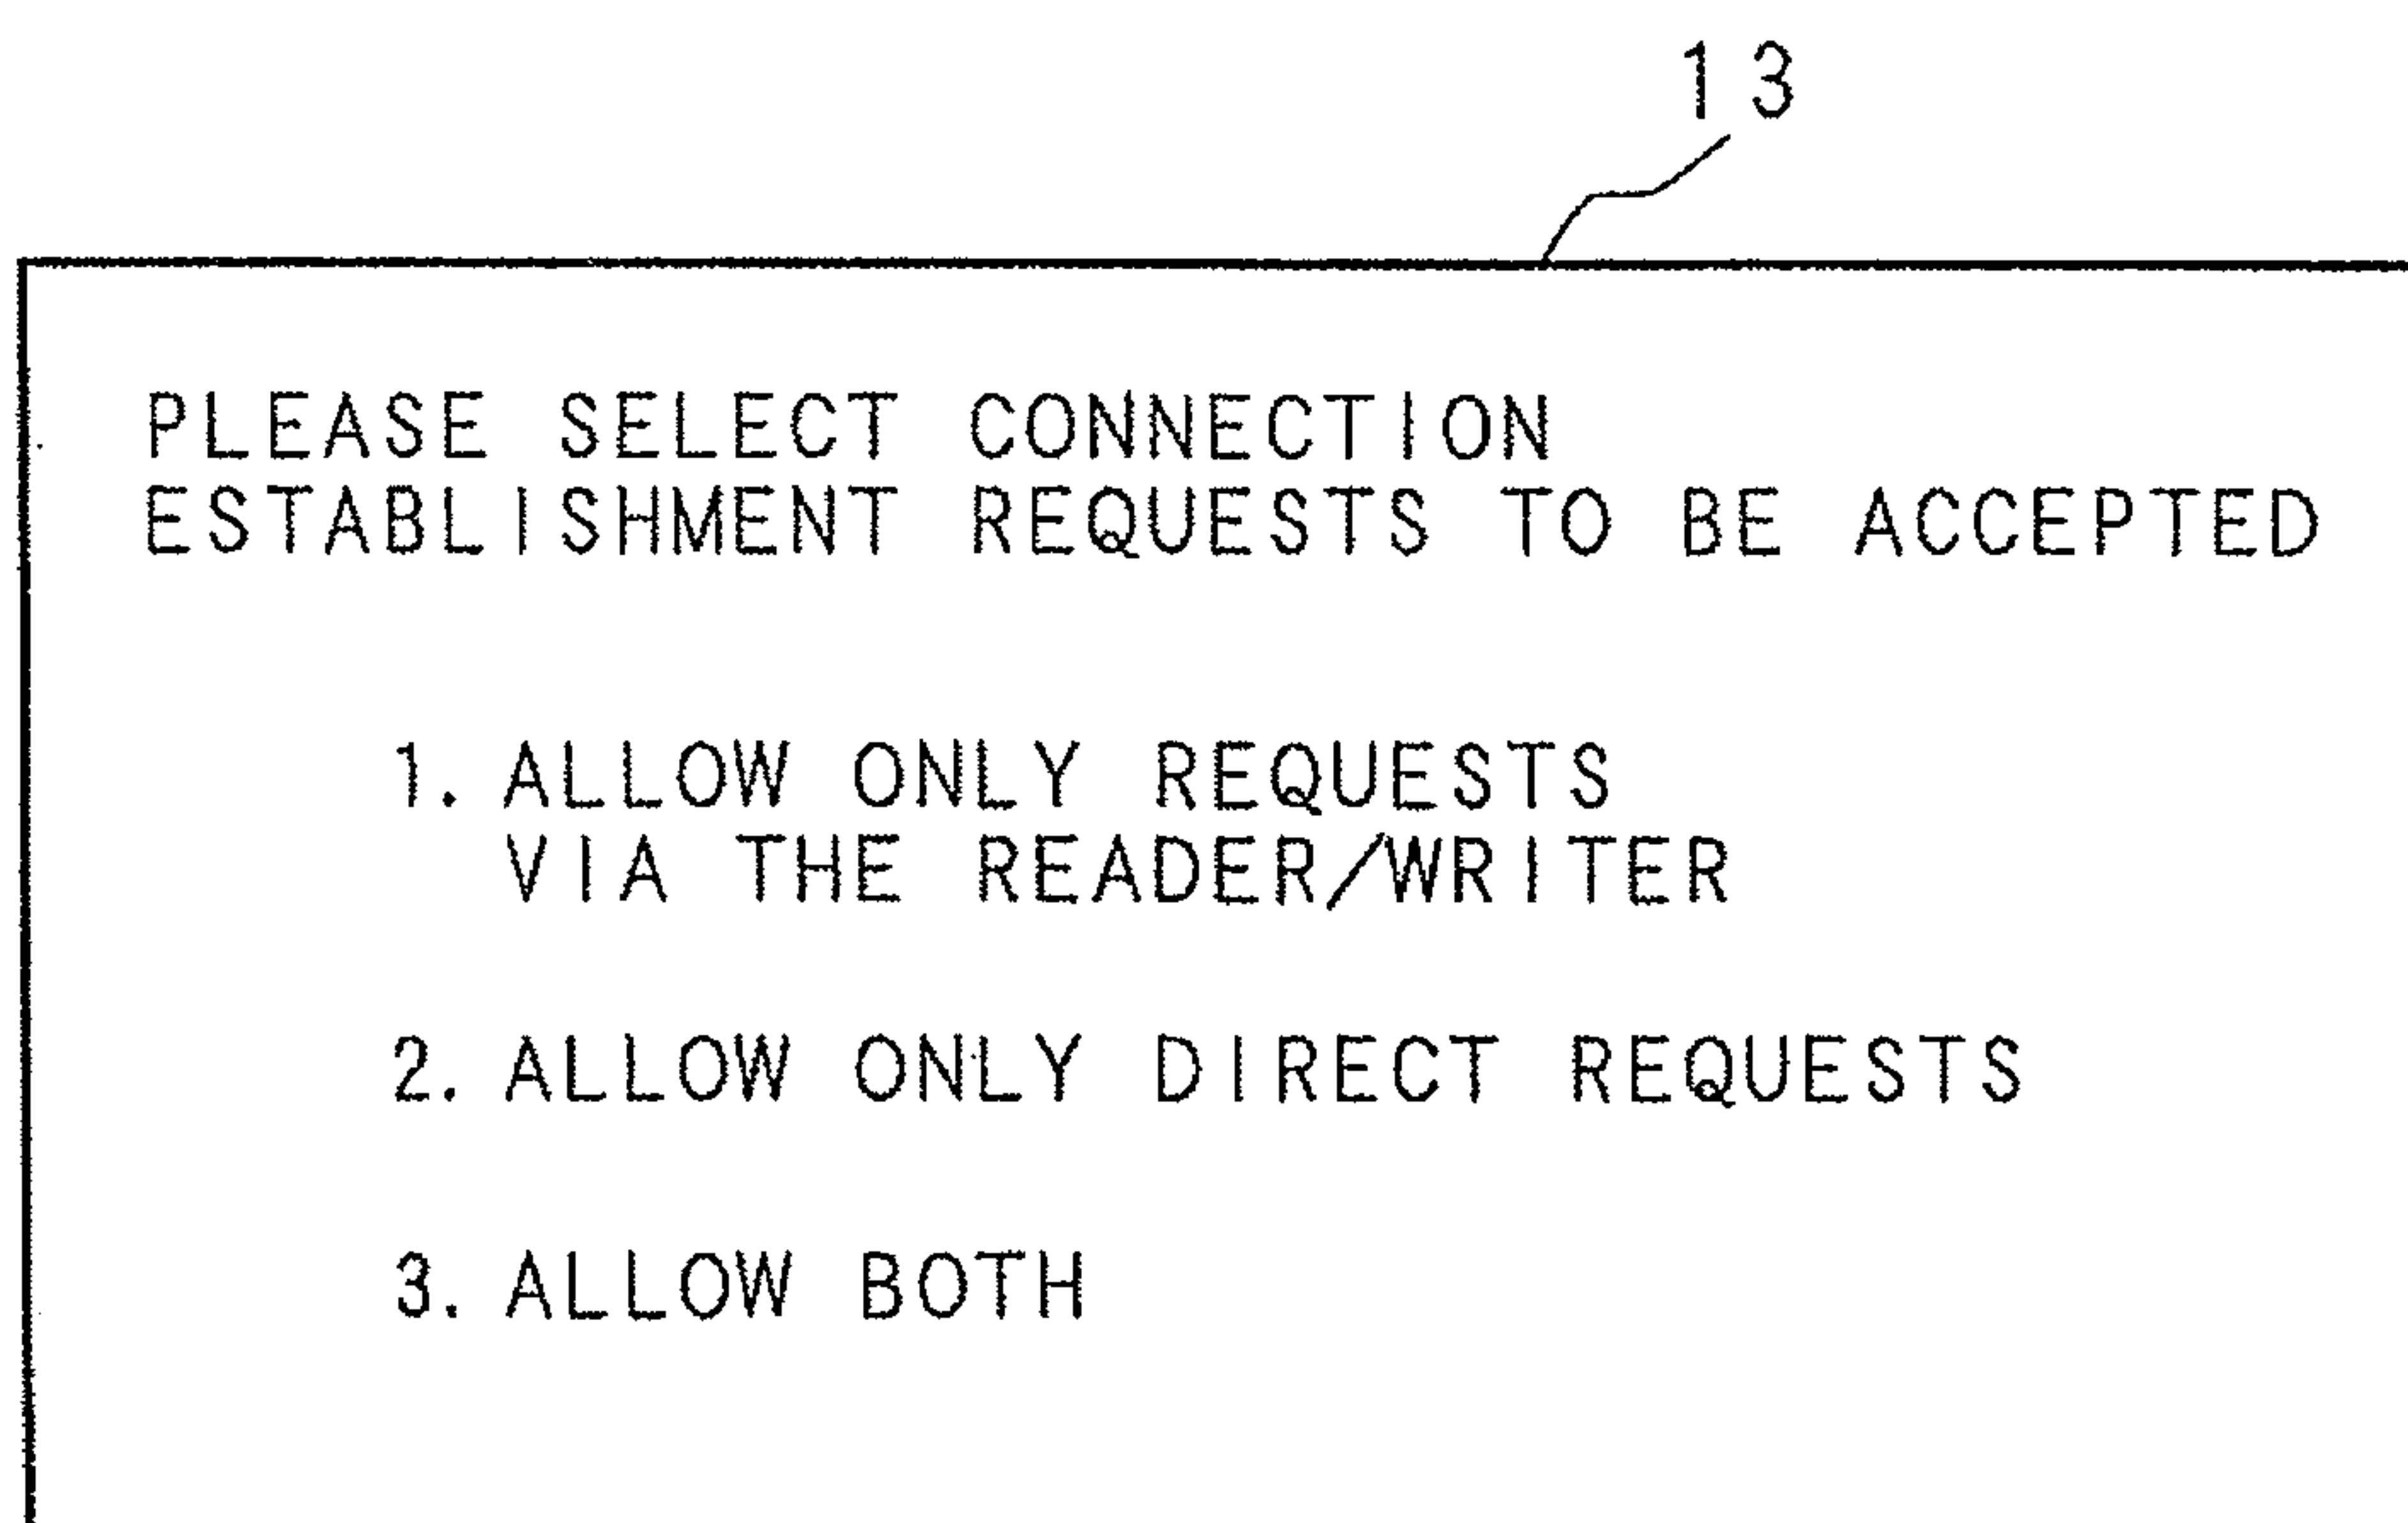 13
PLEASE SELECT CONNECTION
ESTABLISHMENT REQUESTS TO BE ACCEPTED
1. ALLOW ONLY REQUESTS
VIA THE READER/WRITER
2. ALLOW ONLY DIRECT REQUESTS
3. ALLOW BOTH